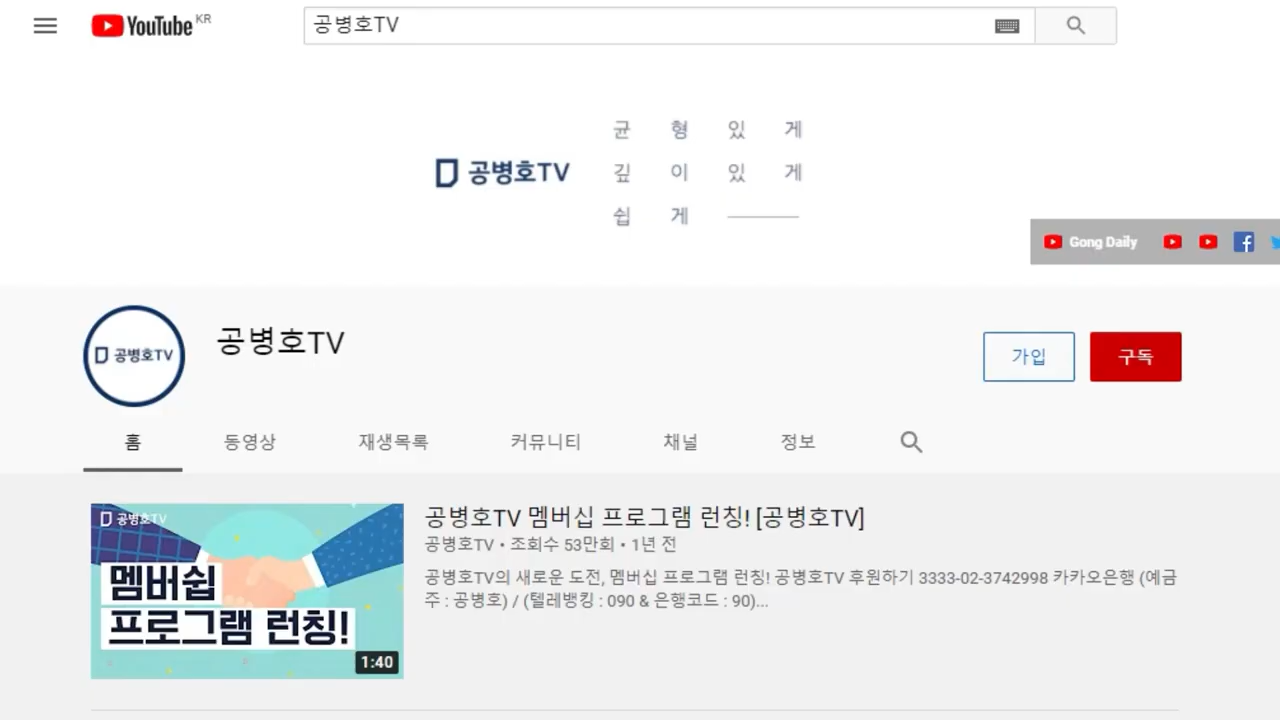 YouTube KR
공병호TV
균 형 있 게
공병호TV
깊 이 있 게
쉽 게
Gong Daily
공병호TV
공병호TV
가입
구독
홈
동영상
재생목록
커뮤니티
채널
정보
공병호TV
멤버쉽
프로그램 런칭!
1:40
공병호TV 멤버십 프로그램 런칭! [공병호TV]
공병호TV • 조회수 53만회 • 1년 전
공병호TV의 새로운 도전, 멤버십 프로그램 런칭! 공병호TV 후원하기 3333-02-3742998 카카오은행 (예금
주 : 공병호) / (텔레뱅킹 : 090 & 은행코드 : 90)...